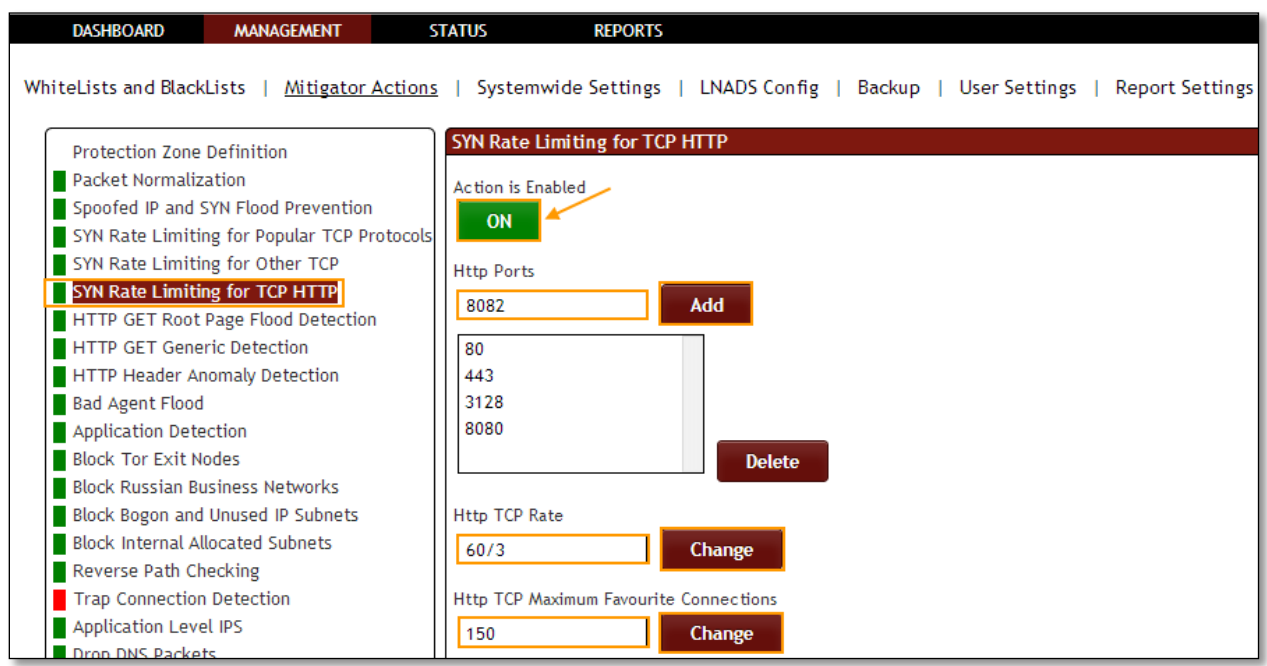 DASHBOARD MANAGEMENT STATUS REPORTS
WhiteLists and BlackLists | Mitigator Actions | Systemwide Settings | LNADS Config | Backup | User Settings | Report Settings
Protection Zone Definition
Packet Normalization
Spoofed IP and SYN Flood Prevention
SYN Rate Limiting for Popular TCP Protocols
SYN Rate Limiting for Other TCP
SYN Rate Limiting for TCP HTTP
HTTP GET Root Page Flood Detection
HTTP GET Generic Detection
HTTP Header Anomaly Detection
Bad Agent Flood
Application Detection
Block Tor Exit Nodes
Block Russian Business Networks
Block Bogon and Unused IP Subnets
Block Internal Allocated Subnets
Reverse Path Checking
Trap Connection Detection
Application Level IPS
Drop DNS Packets
SYN Rate Limiting for TCP HTTP
Action is Enabled
ON
Http Ports
8082 Add
80
443
3128
8080
Delete
Http TCP Rate
60/3 Change
Http TCP Maximum Favourite Connections
150 Change